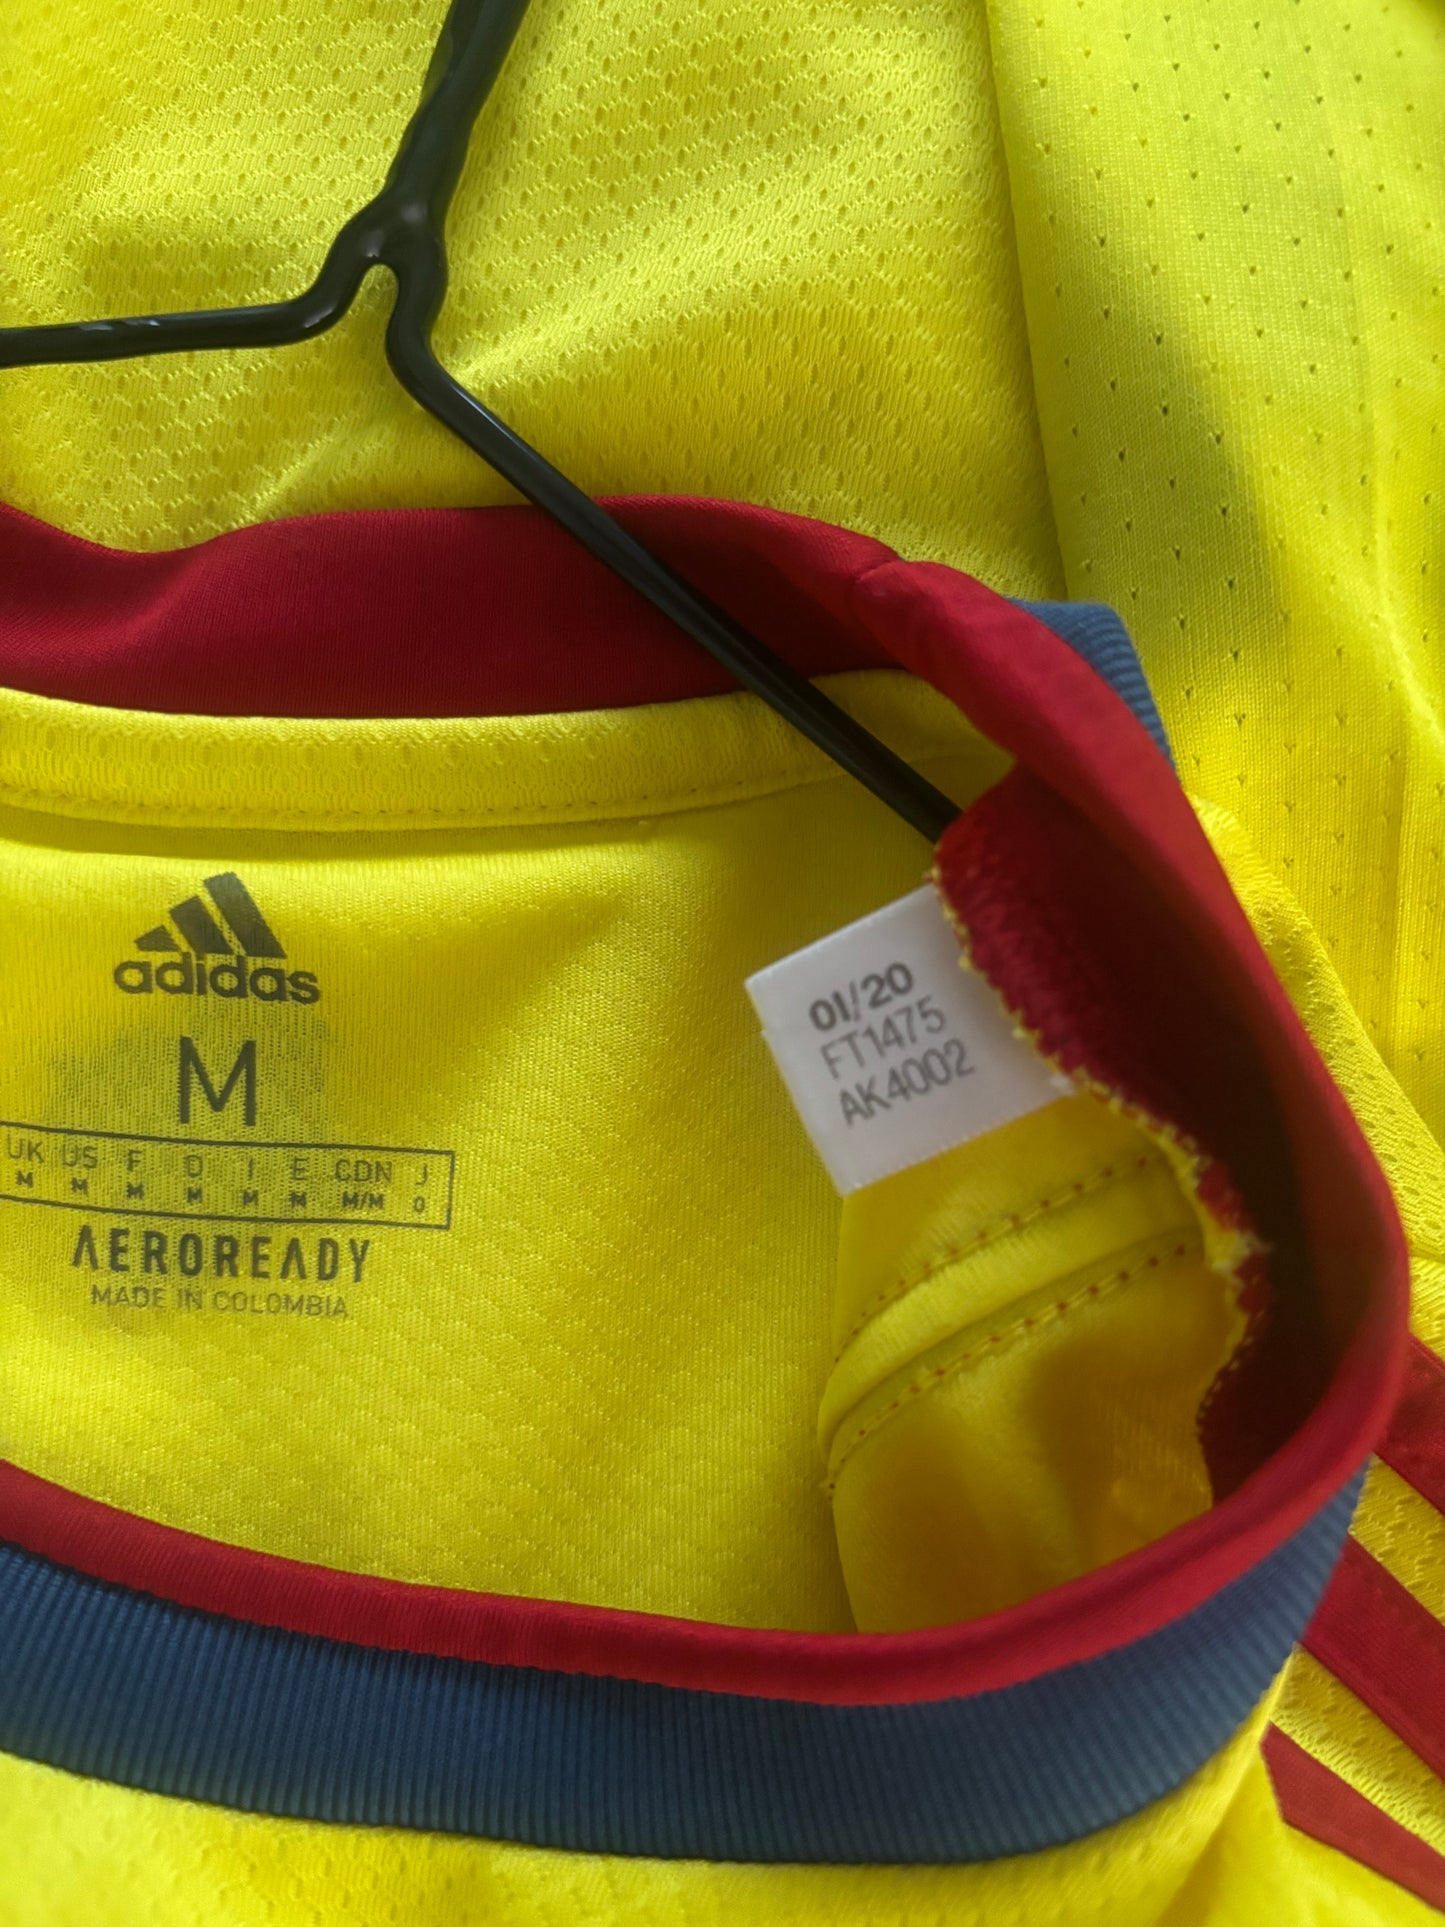 adidas
M
UK US F D I E CDN J
M M M M M M M/M O
AEROREADY
MADE IN COLOMBIA
01/20
FT1475
AK4002